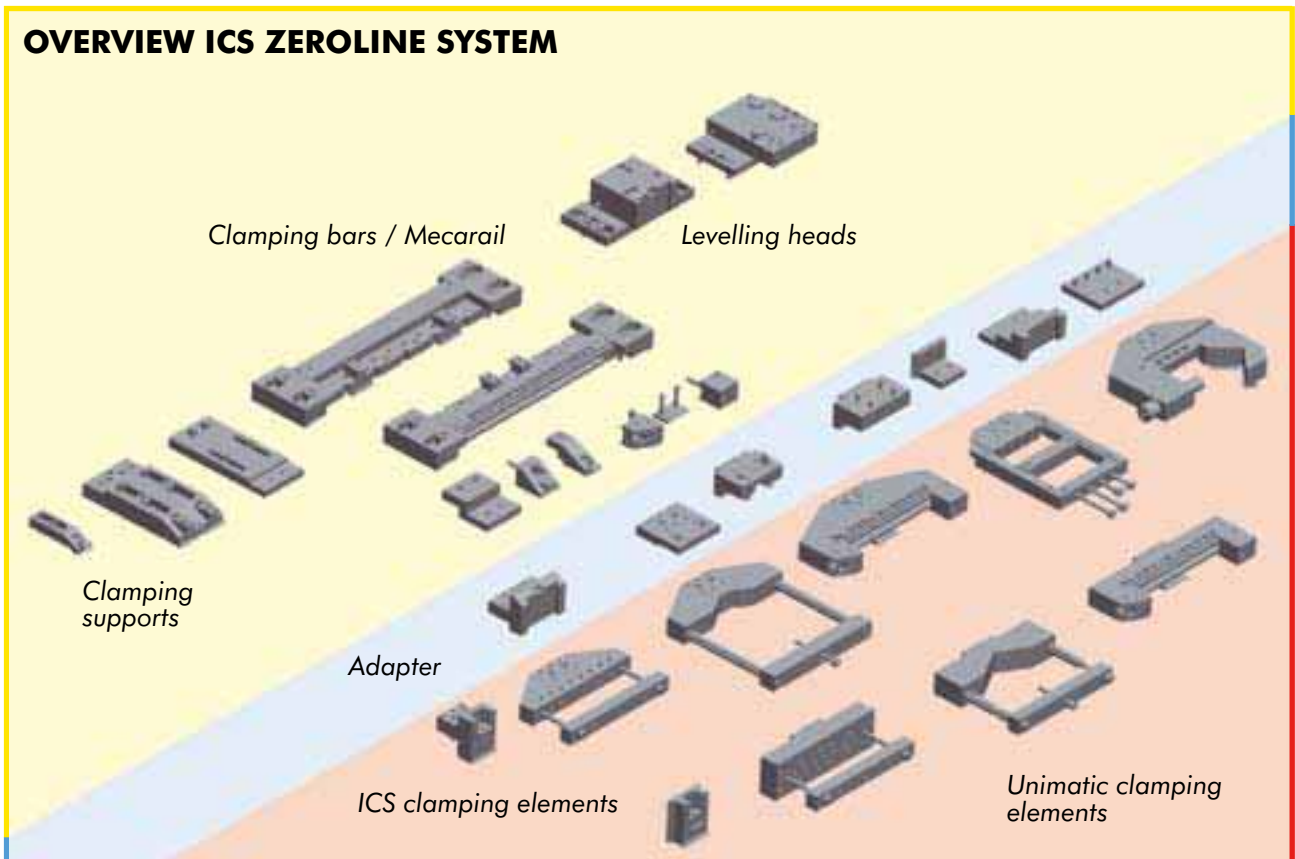 OVERVIEW ICS ZEROLINE SYSTEM
Clamping bars / Mecarail
Levelling heads
Clamping
supports
Adapter
ICS clamping elements
Unimatic clamping
elements